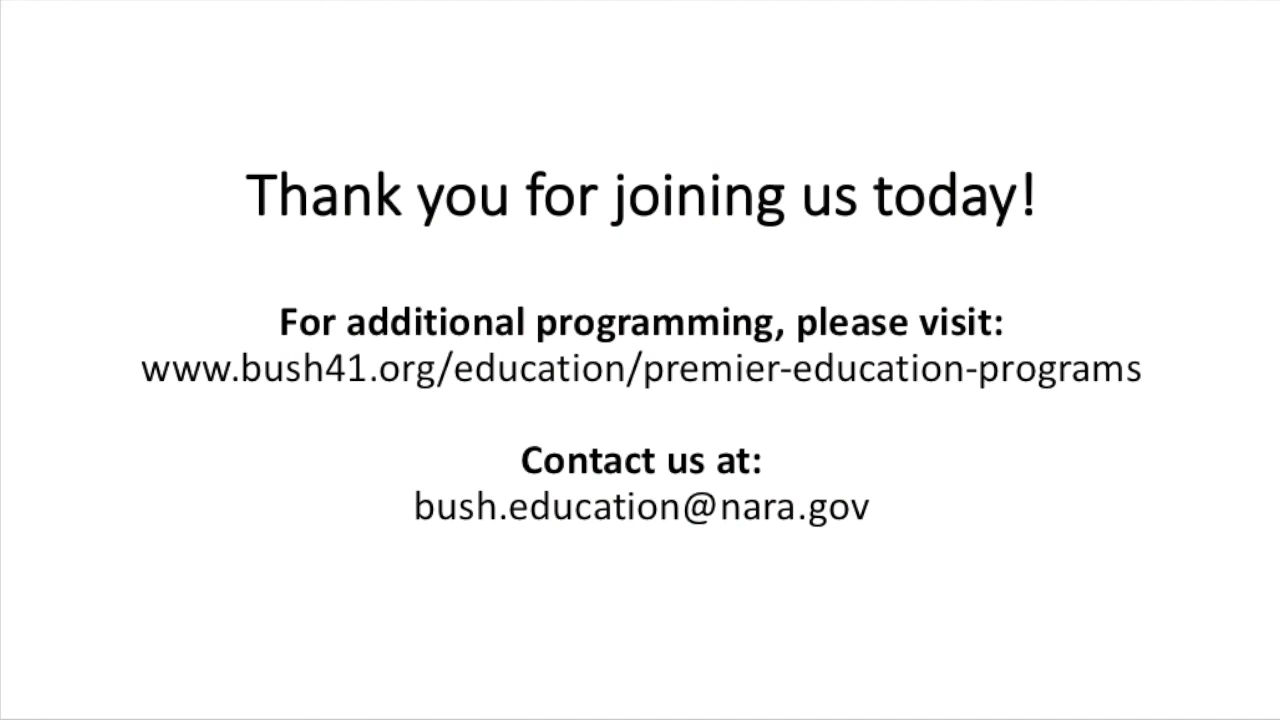 Thank you for joining us today!
For additional programming, please visit:
www.bush41.org/education/premier-education-programs
Contact us at:
bush.education@nara.gov